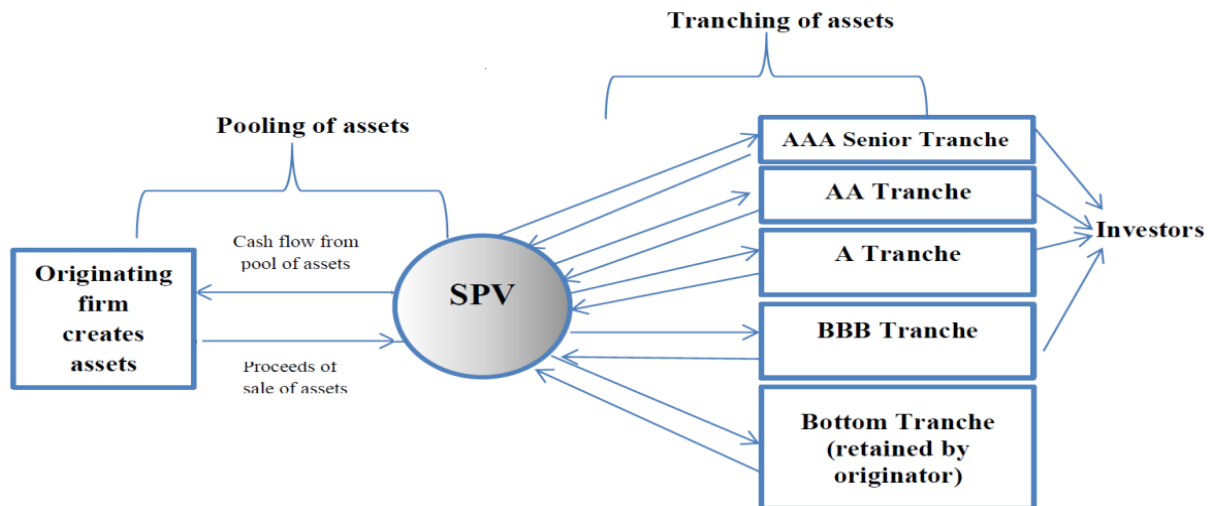 Tranching of assets
Pooling of assets
AAA Senior Tranche
AA Tranche
Cash flow from
pool of assets
Investors
A Tranche
Originating
firm
creates
assets
SPV
BBB Tranche
Proceeds of
sale of assets
Bottom Tranche
(retained by
originator)